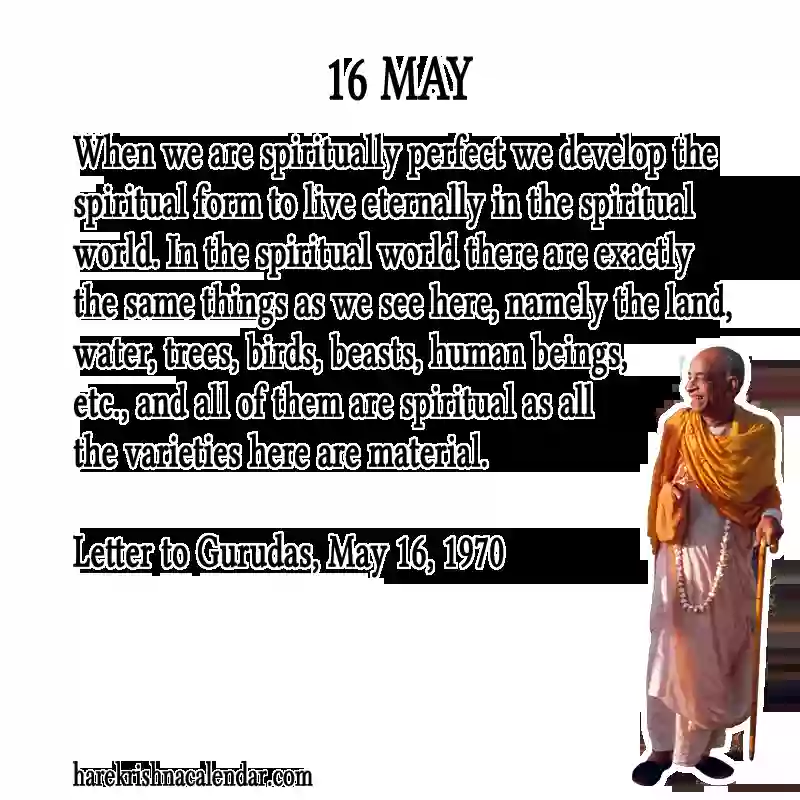 16 MAY
When we are spiritually perfect we develop the
spiritual form to live eternally in the spiritual
world. In the spiritual world there are exactly
the same things as we see here, namely the land,
water, trees, birds, beasts, human beings,
etc., and all of them are spiritual as all
the varieties here are material.
Letter to Gurudas, May 16, 1970
harekrishnacalendar.com